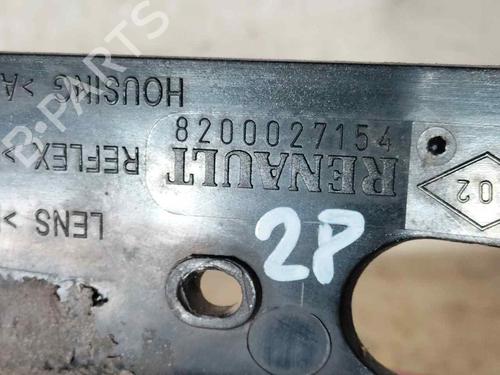 HOUSING >A
8200027154
REFLEX >
RENAULT
02
LENS >
2P
B-PARTS